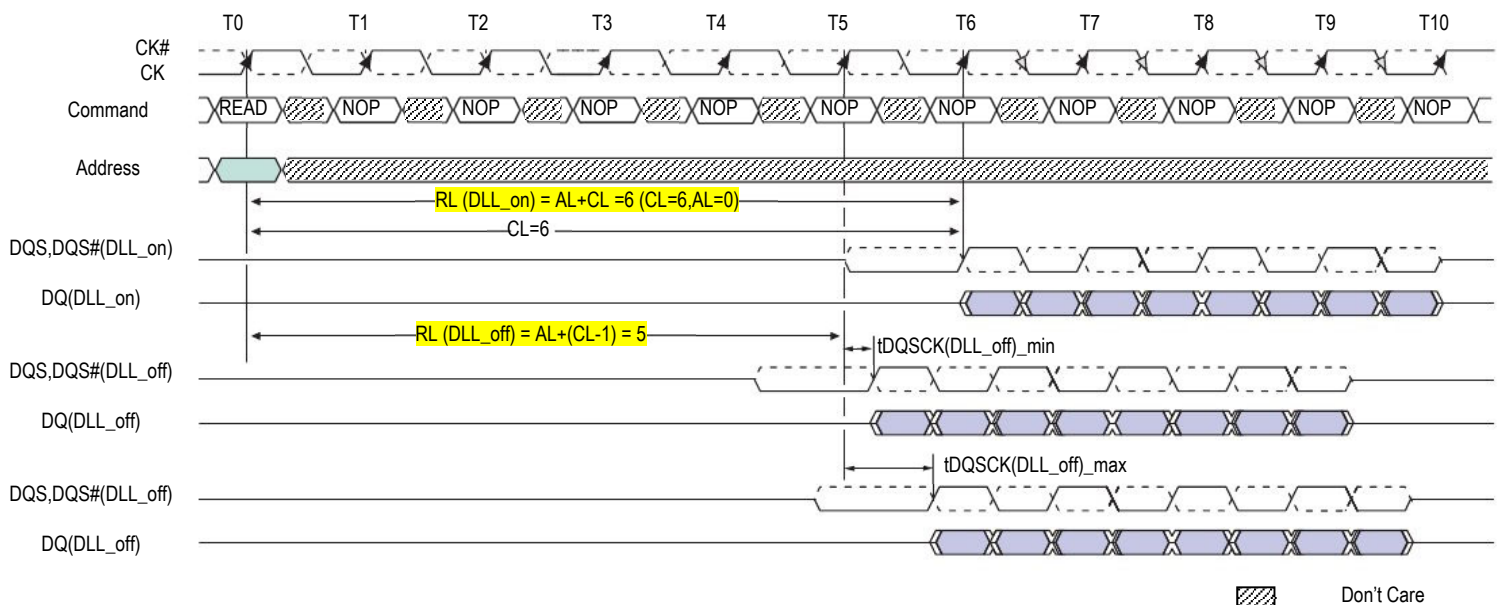 T0 T1 T2 T3 T4 T5 T6 T7 T8 T9 T10
CK#
CK
Command READ NOP NOP NOP NOP NOP NOP NOP NOP NOP NOP
Address
RL (DLL_on) = AL+CL =6 (CL=6,AL=0)
CL=6
DQS,DQS#(DLL_on)
DQ(DLL_on)
RL (DLL_off) = AL+(CL-1) = 5
tDQSCK(DLL_off)_min
DQS,DQS#(DLL_off)
DQ(DLL_off)
tDQSCK(DLL_off)_max
DQS,DQS#(DLL_off)
DQ(DLL_off)
Don't Care